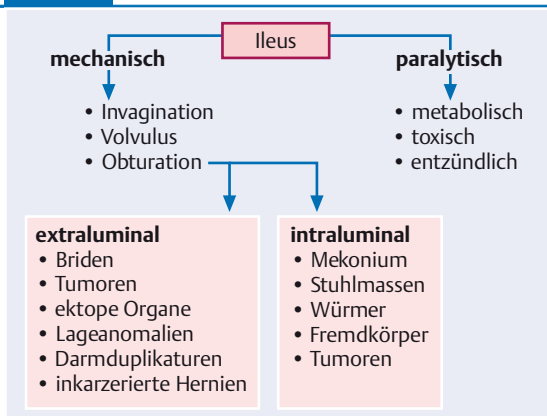 Ileus
mechanisch
• Invagination
• Volvulus
• Obturation
paralytisch
• metabolisch
• toxisch
• entzündlich
extraluminal
• Briden
• Tumoren
• ektope Organe
• Lageanomalien
• Darmduplikaturen
• inkarzerierte Hernien
intraluminal
• Mekonium
• Stuhlmassen
• Würmer
• Fremdkörper
• Tumoren